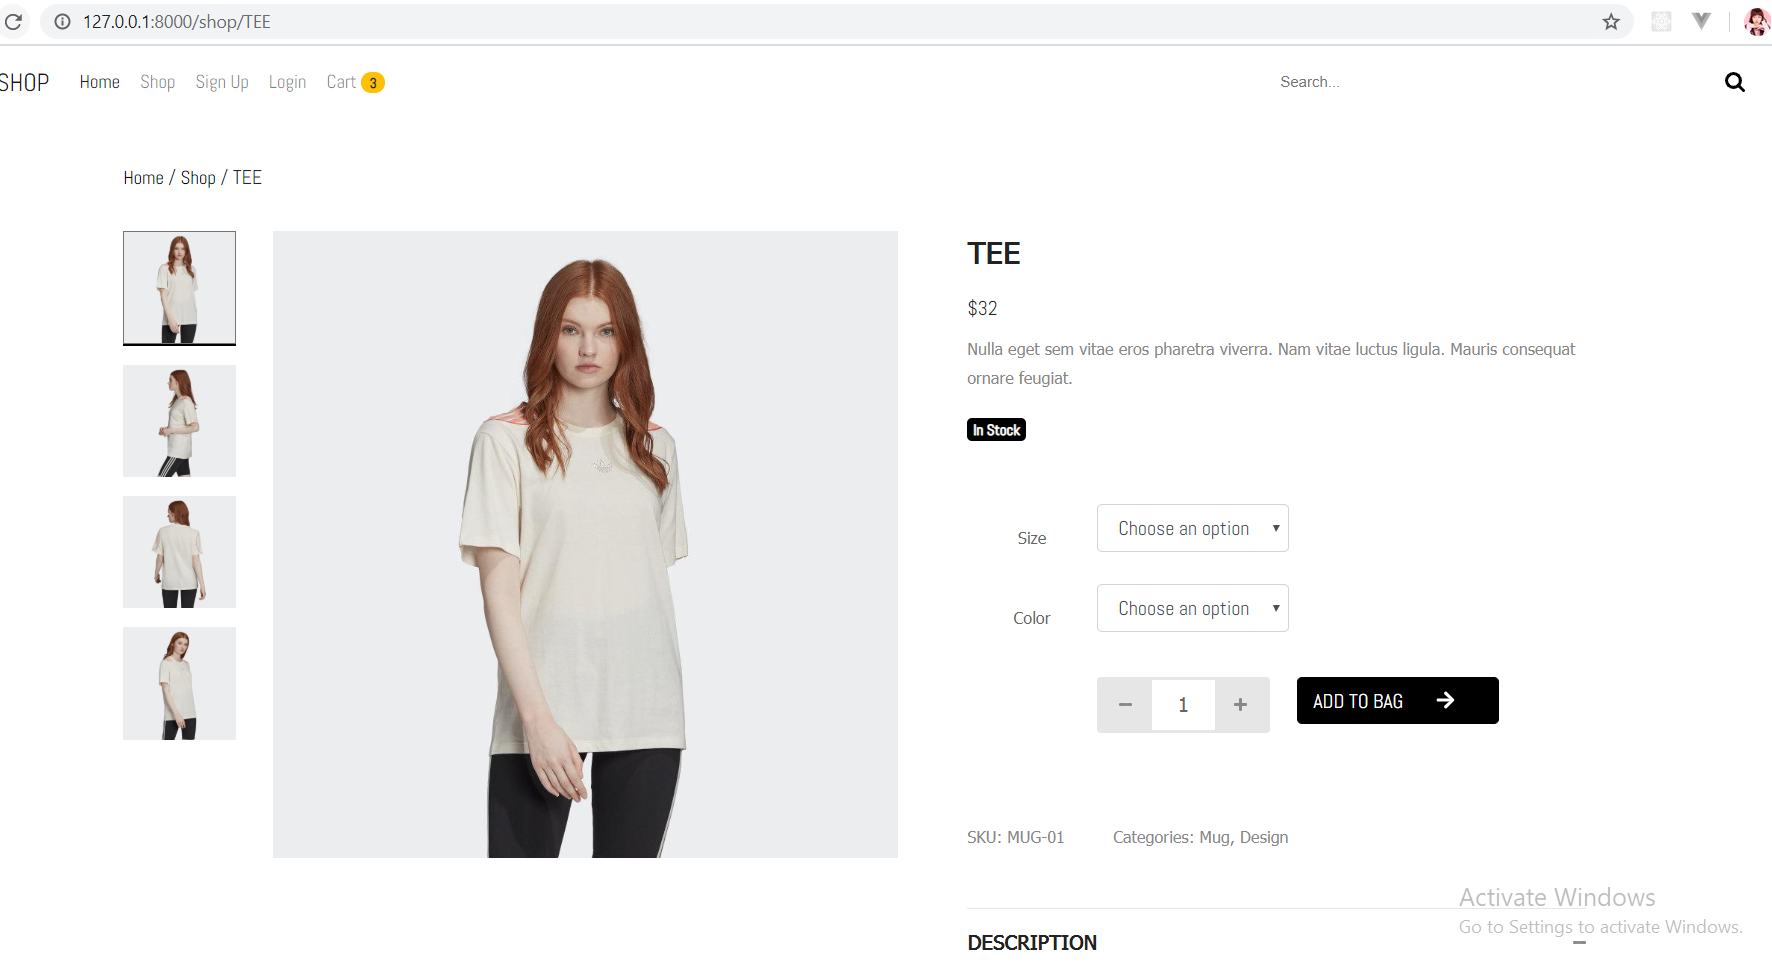 127.0.0.1:8000/shop/TEE
SHOP Home Shop Sign Up Login Cart 3 Search...
Home / Shop / TEE
TEE
$32
Nulla eget sem vitae eros pharetra viverra. Nam vitae luctus ligula. Mauris consequat
ornare feugiat.
In Stock
Size Choose an option
Color Choose an option
− 1 + ADD TO BAG
SKU: MUG-01 Categories: Mug, Design
Activate Windows
Go to Settings to activate Windows.
DESCRIPTION